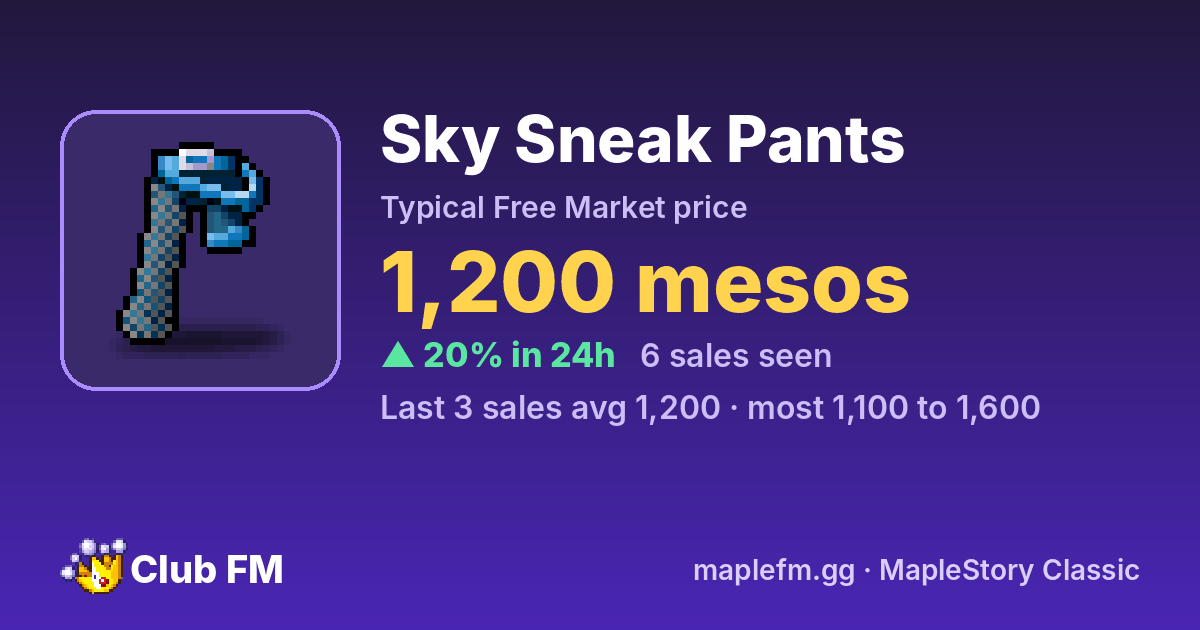 Sky Sneak Pants
Typical Free Market price
1,200 mesos
▲ 20% in 24h 6 sales seen
Last 3 sales avg 1,200 · most 1,100 to 1,600
Club FM
maplefm.gg · MapleStory Classic